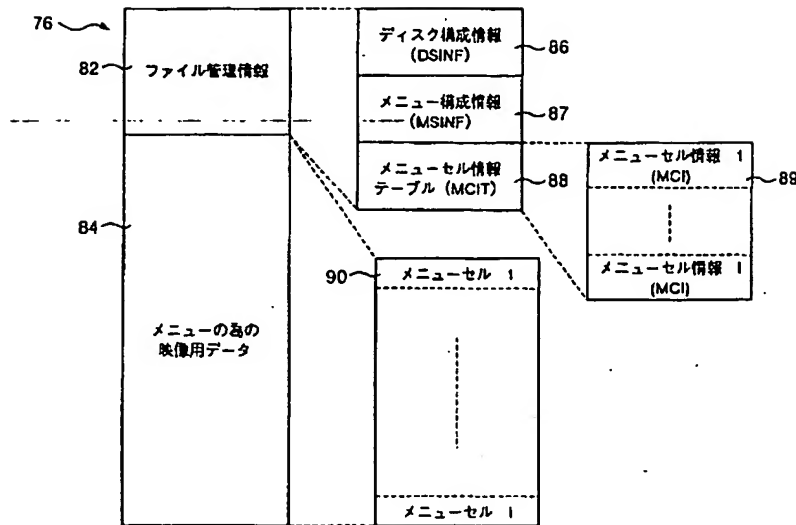 76
82
ファイル管理情報
84
メニューの為の
映像用データ
ディスク構成情報
(DSINF)
86
メニュー構成情報
(MSINF)
87
メニューセル情報
テーブル (MCIT)
88
メニューセル情報 1
(MCI)
89
メニューセル情報 I
(MCI)
90
メニューセル 1
メニューセル I